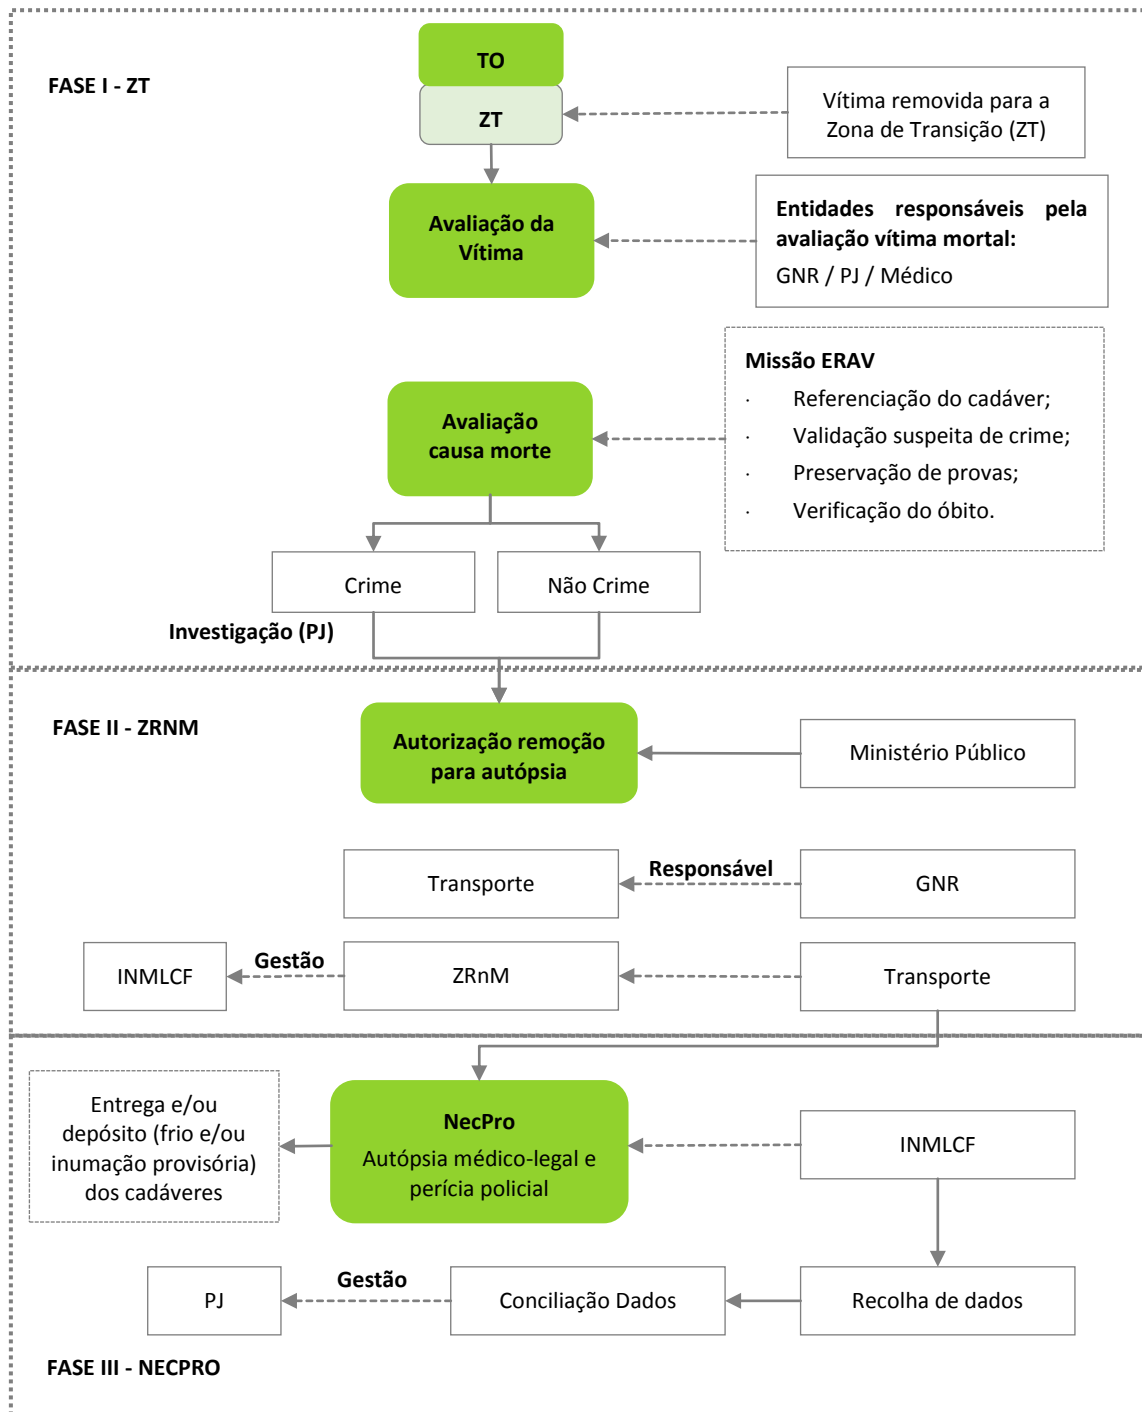 FASE I - ZT
TO
ZT
Vítima removida para a
Zona de Transição (ZT)
Avaliação da
Vítima
Entidades responsáveis pela
avaliação vítima mortal:
GNR / PJ / Médico
Missão ERAV
· Referenciação do cadáver;
· Validação suspeita de crime;
· Preservação de provas;
· Verificação do óbito.
Avaliação
causa morte
Crime
Não Crime
Investigação (PJ)
FASE II - ZRNM
Autorização remoção
para autópsia
Ministério Público
Transporte
Responsável
GNR
INMLCF
Gestão
ZRnM
Transporte
Entrega e/ou
depósito (frio e/ou
inumação provisória)
dos cadáveres
NecPro
Autópsia médico-legal e
perícia policial
INMLCF
PJ
Gestão
Conciliação Dados
Recolha de dados
FASE III - NECPRO